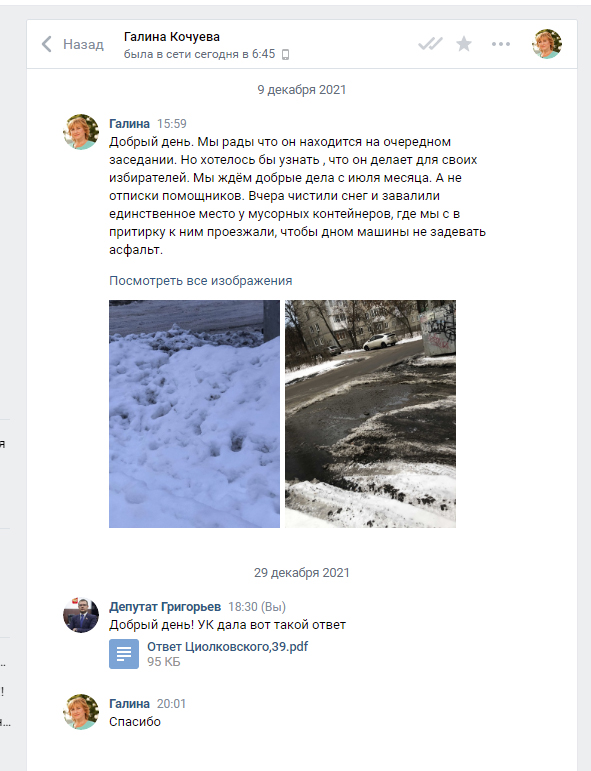 Назад
Галина Кочуева
была в сети сегодня в 6:45
9 декабря 2021
Галина 15:59
Добрый день. Мы рады что он находится на очередном
заседании. Но хотелось бы узнать , что он делает для своих
избирателей. Мы ждём добрые дела с июля месяца. А не
отписки помощников. Вчера чистили снег и завалили
единственное место у мусорных контейнеров, где мы с в
притирку к ним проезжали, чтобы дном машины не задевать
асфальт.
Посмотреть все изображения
29 декабря 2021
Депутат Григорьев 18:30 (Вы)
Добрый день! УК дала вот такой ответ
Ответ Циолковского,39.pdf
95 КБ
Галина 20:01
Спасибо